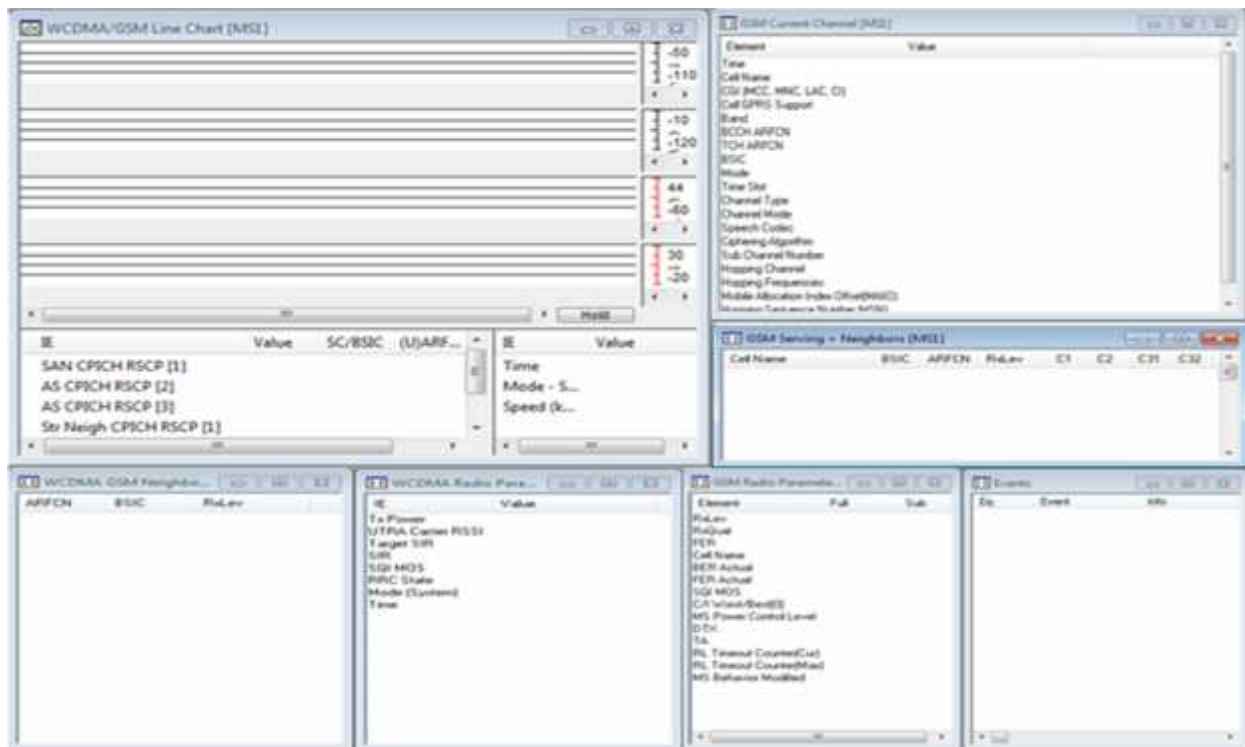 WCDMA/GSM Line Chart [MS1]
-50
-110
-10
-120
44
-60
30
-20
Hold
IE Value SC/BSIC (U)ARF...
SAN CPICH RSCP [1]
AS CPICH RSCP [2]
AS CPICH RSCP [3]
Str Neigh CPICH RSCP [1]
IE Value
Time
Mode - S...
Speed (k...
GSM Current Channel [MS1]
Element Value
Time
Cell Name
CGI (MCC, MNC, LAC, CI)
Cell GPRS Support
Band
BCCH ARFCN
TCH ARFCN
BSIC
Mode
Time Slot
Channel Type
Channel Mode
Speech Codec
Ciphering Algorithm
Sub Channel Number
Hopping Channel
Hopping Frequencies
Mobile Allocation Index Offset(MAIO)
Hopping Sequence Number (HSN)
GSM Serving + Neighbors [MS1]
Cell Name BSIC ARFCN RxLev C1 C2 C31 C32
WCDMA GSM Neighbo...
ARFCN BSIC RxLev
WCDMA Radio Para...
IE Value
Tx Power
UTRA Carrier RSSI
Target SIR
SIR
SQI MOS
RRC State
Mode (System)
Time
GSM Radio Paramete...
Element Full Sub
RxLev
RxQual
FER
Cell Name
BER Actual
FER Actual
SQI MOS
C/I Worst/Best[0]
MS Power Control Level
DTX
TA
RL Timeout Counter(Cur)
RL Timeout Counter(Max)
MS Behavior Modified
Events
Eq. Event Info